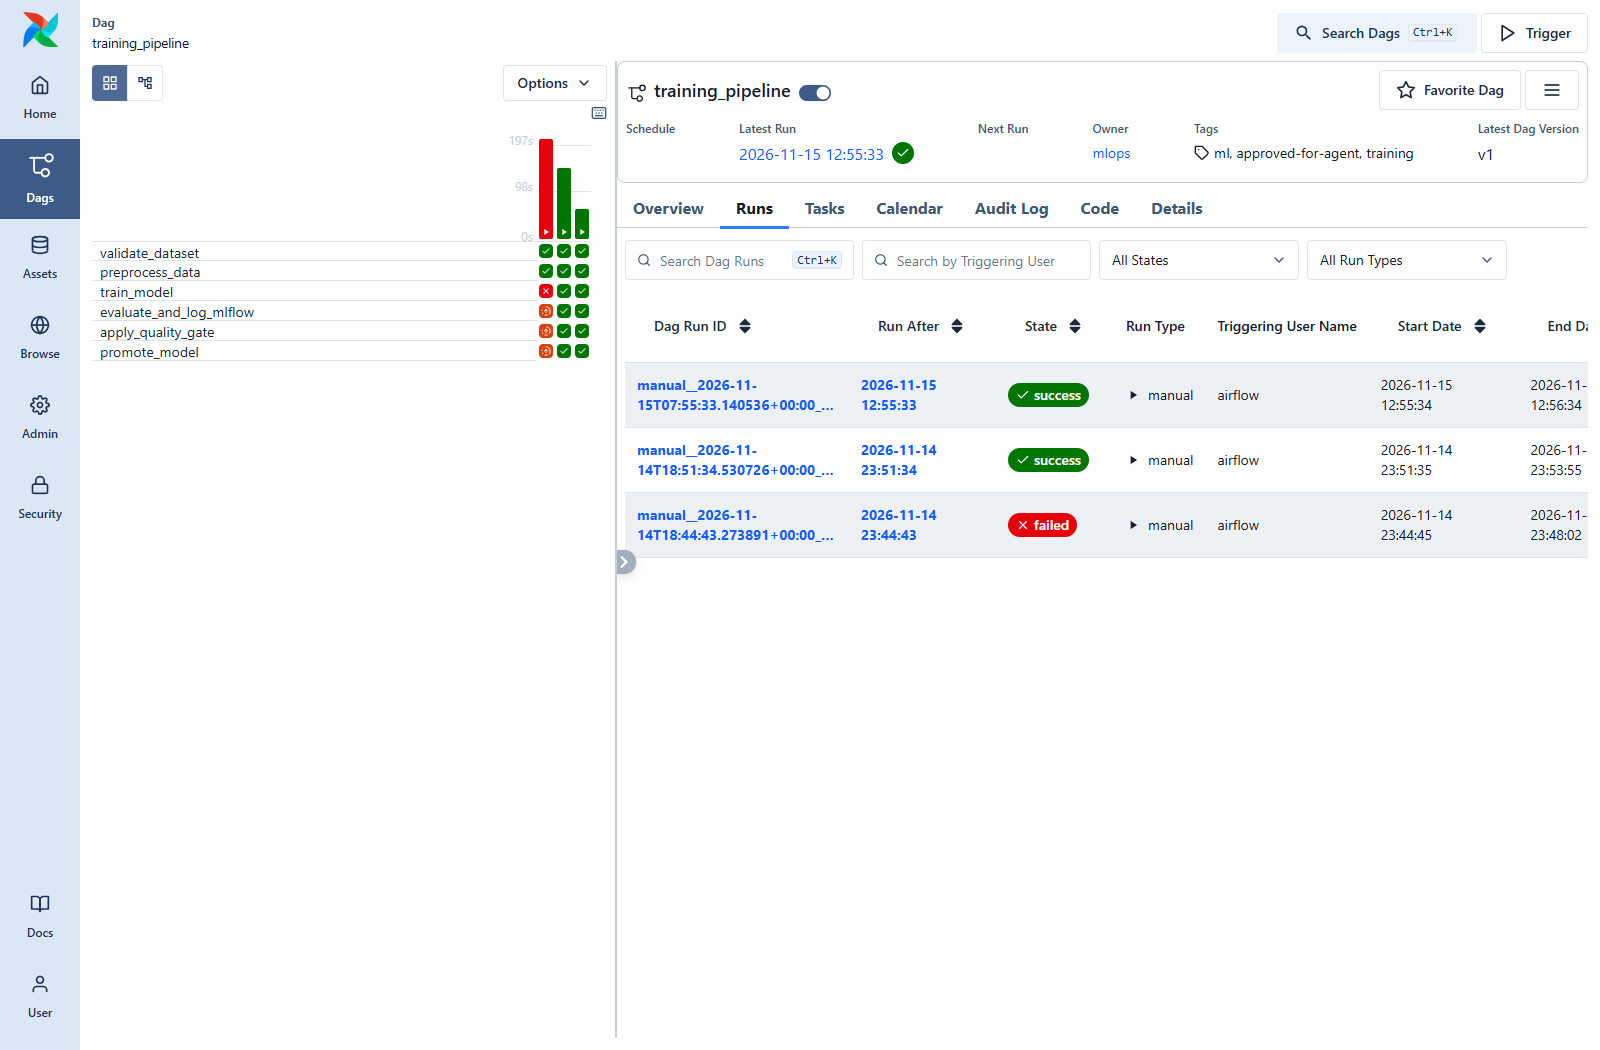 Dag
training_pipeline
Search Dags Ctrl+K
Trigger
Home
Dags
Assets
Browse
Admin
Security
Docs
User
Options
197s
98s
0s
validate_dataset
preprocess_data
train_model
evaluate_and_log_mlflow
apply_quality_gate
promote_model
training_pipeline
Favorite Dag
Schedule Latest Run Next Run Owner Tags Latest Dag Version
2026-11-15 12:55:33 mlops ml, approved-for-agent, training v1
Overview Runs Tasks Calendar Audit Log Code Details
Search Dag Runs Ctrl+K Search by Triggering User All States All Run Types
Dag Run ID Run After State Run Type Triggering User Name Start Date End Da
manual__2026-11-15T07:55:33.140536+00:00_... 2026-11-15 12:55:33 success manual airflow 2026-11-15 12:55:34 2026-11- 12:56:34
manual__2026-11-14T18:51:34.530726+00:00_... 2026-11-14 23:51:34 success manual airflow 2026-11-14 23:51:35 2026-11- 23:53:55
manual__2026-11-14T18:44:43.273891+00:00_... 2026-11-14 23:44:43 failed manual airflow 2026-11-14 23:44:45 2026-11- 23:48:02